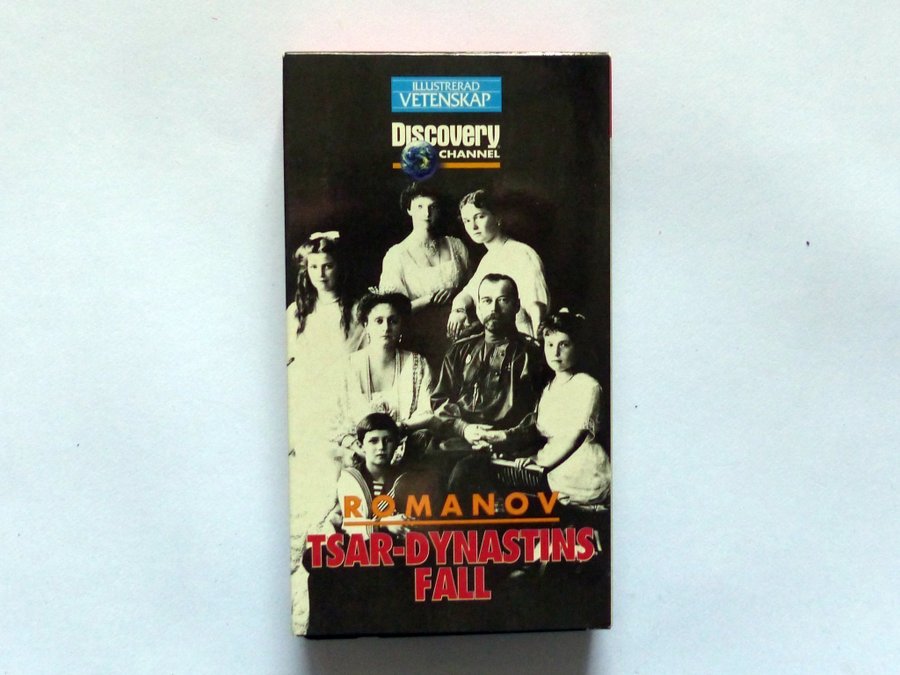 ILLUSTRERAD
VETENSKAP
Discovery
CHANNEL
ROMANOV
TSAR-DYNASTINS
FALL